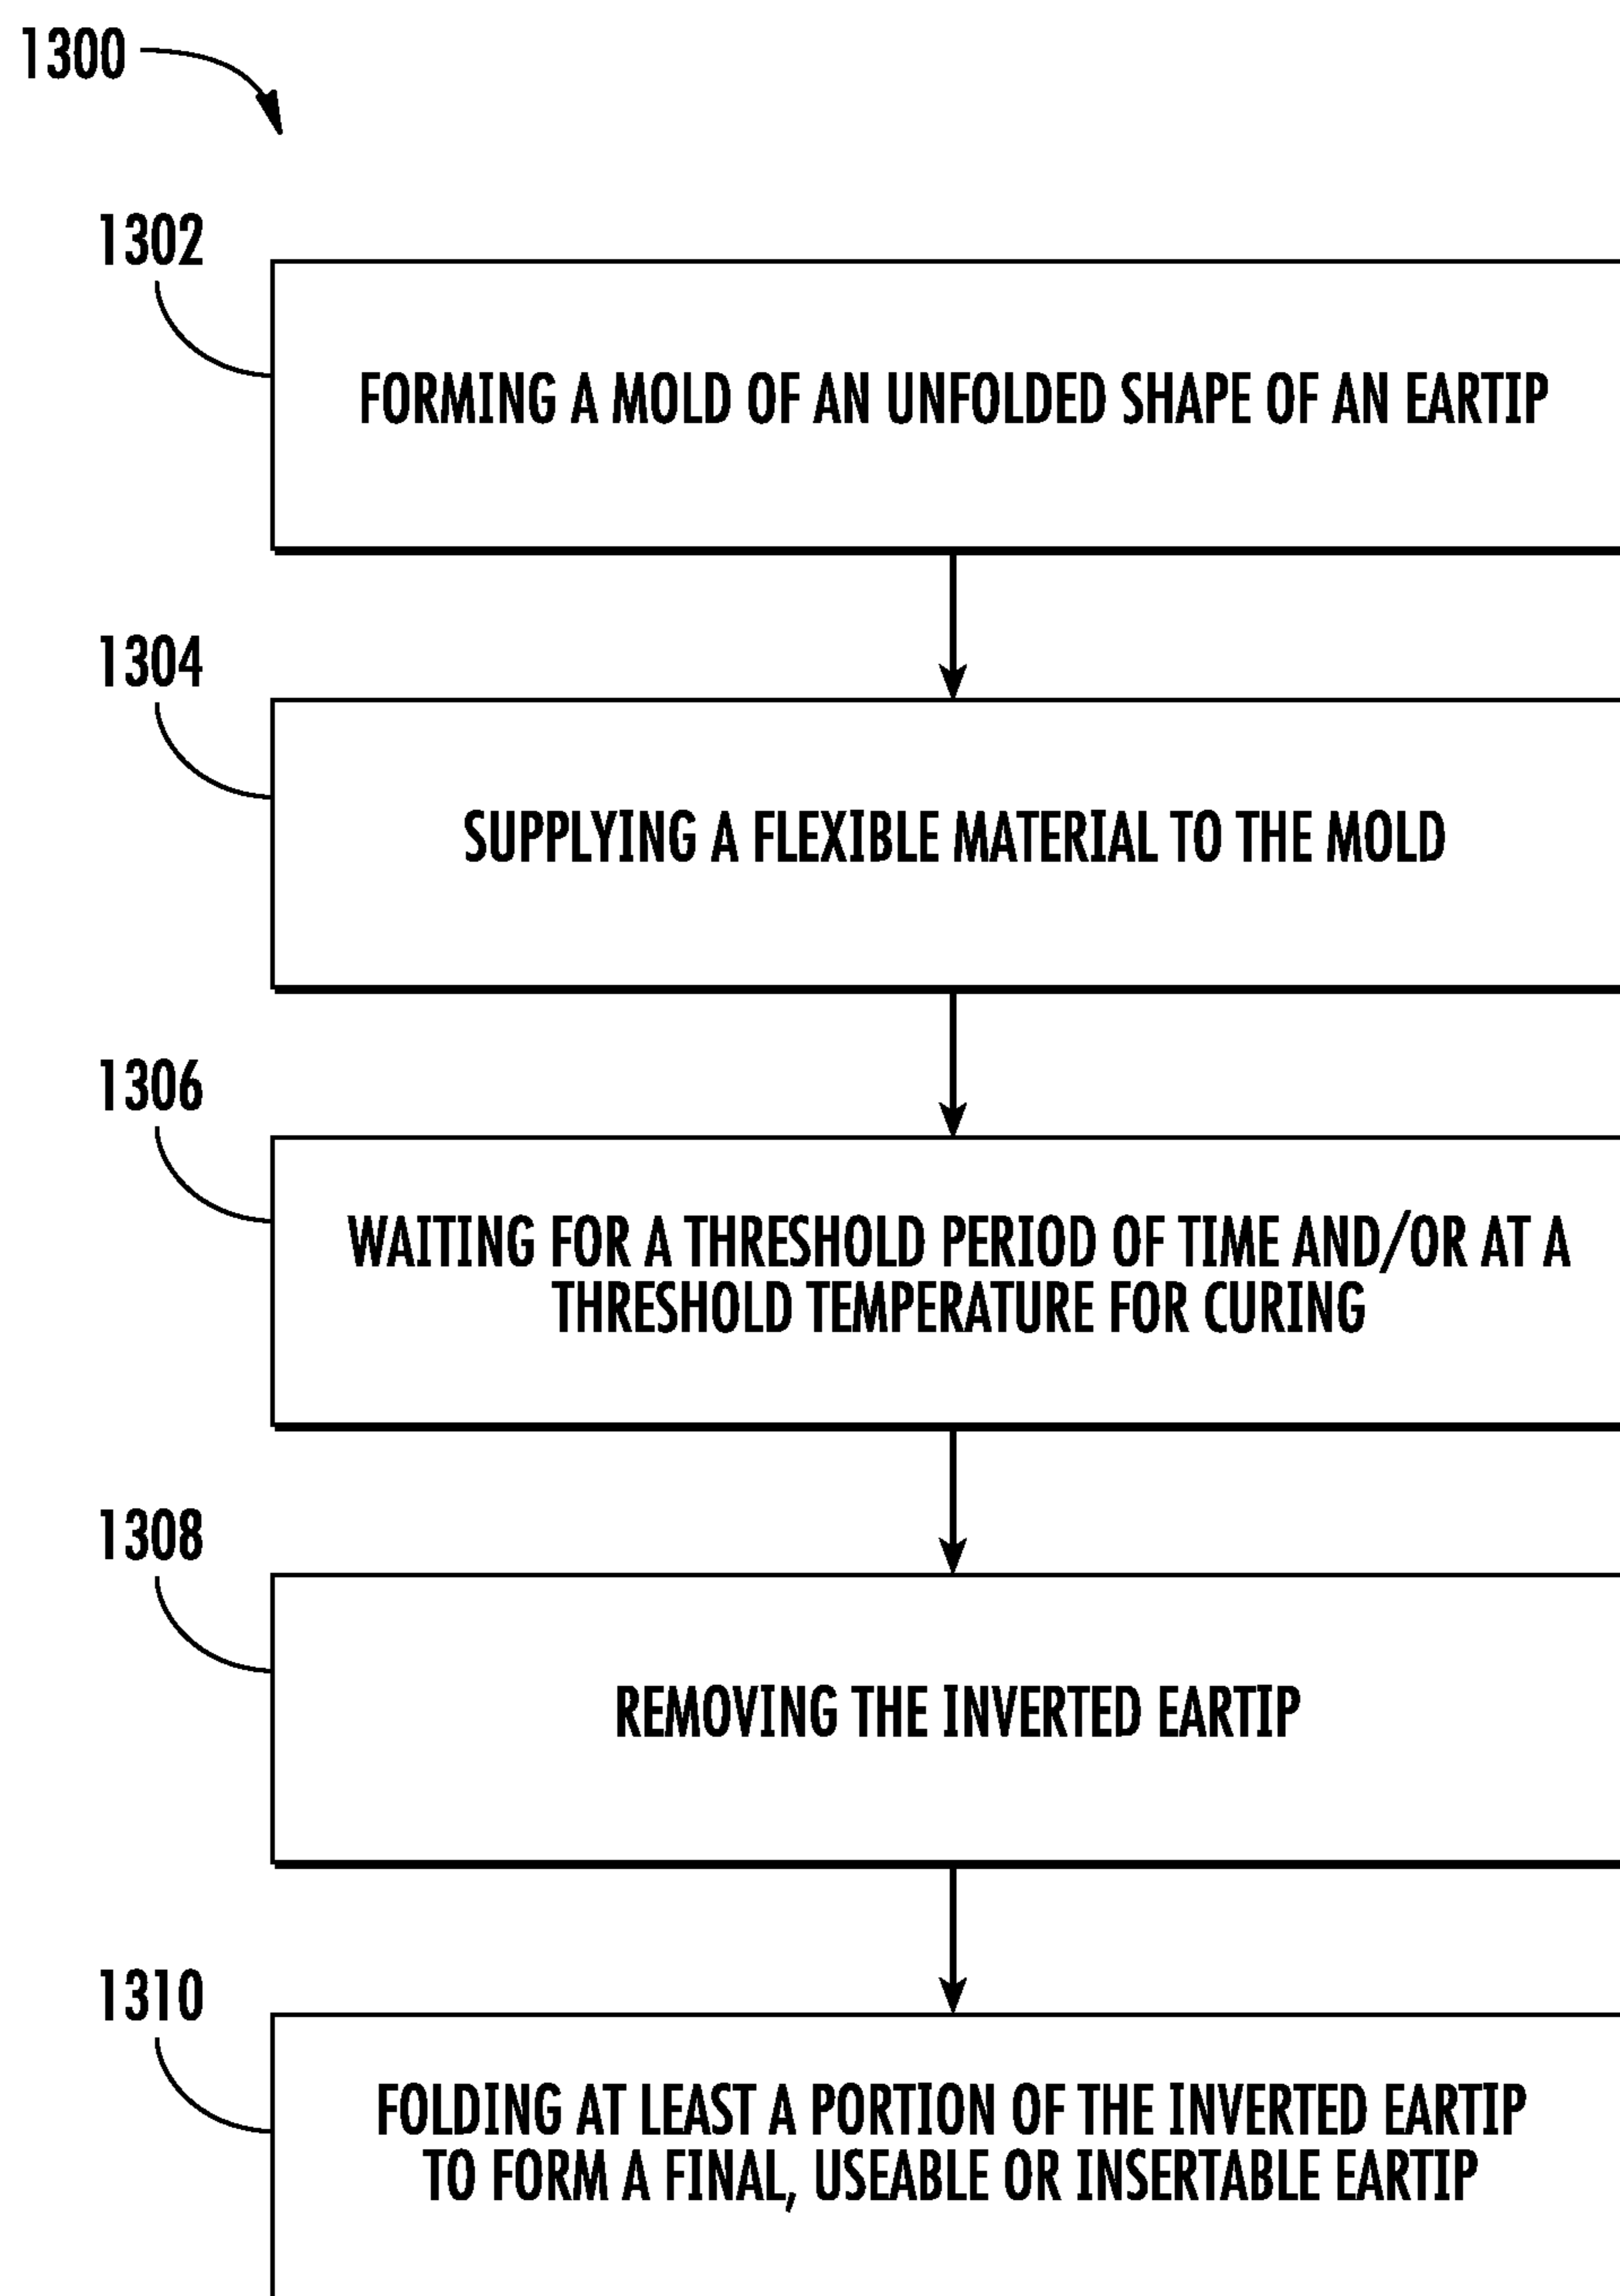 1300
1302
FORMING A MOLD OF AN UNFOLDED SHAPE OF AN EARTIP
1304
SUPPLYING A FLEXIBLE MATERIAL TO THE MOLD
1306
WAITING FOR A THRESHOLD PERIOD OF TIME AND/OR AT A
THRESHOLD TEMPERATURE FOR CURING
1308
REMOVING THE INVERTED EARTIP
1310
FOLDING AT LEAST A PORTION OF THE INVERTED EARTIP
TO FORM A FINAL, USEABLE OR INSERTABLE EARTIP